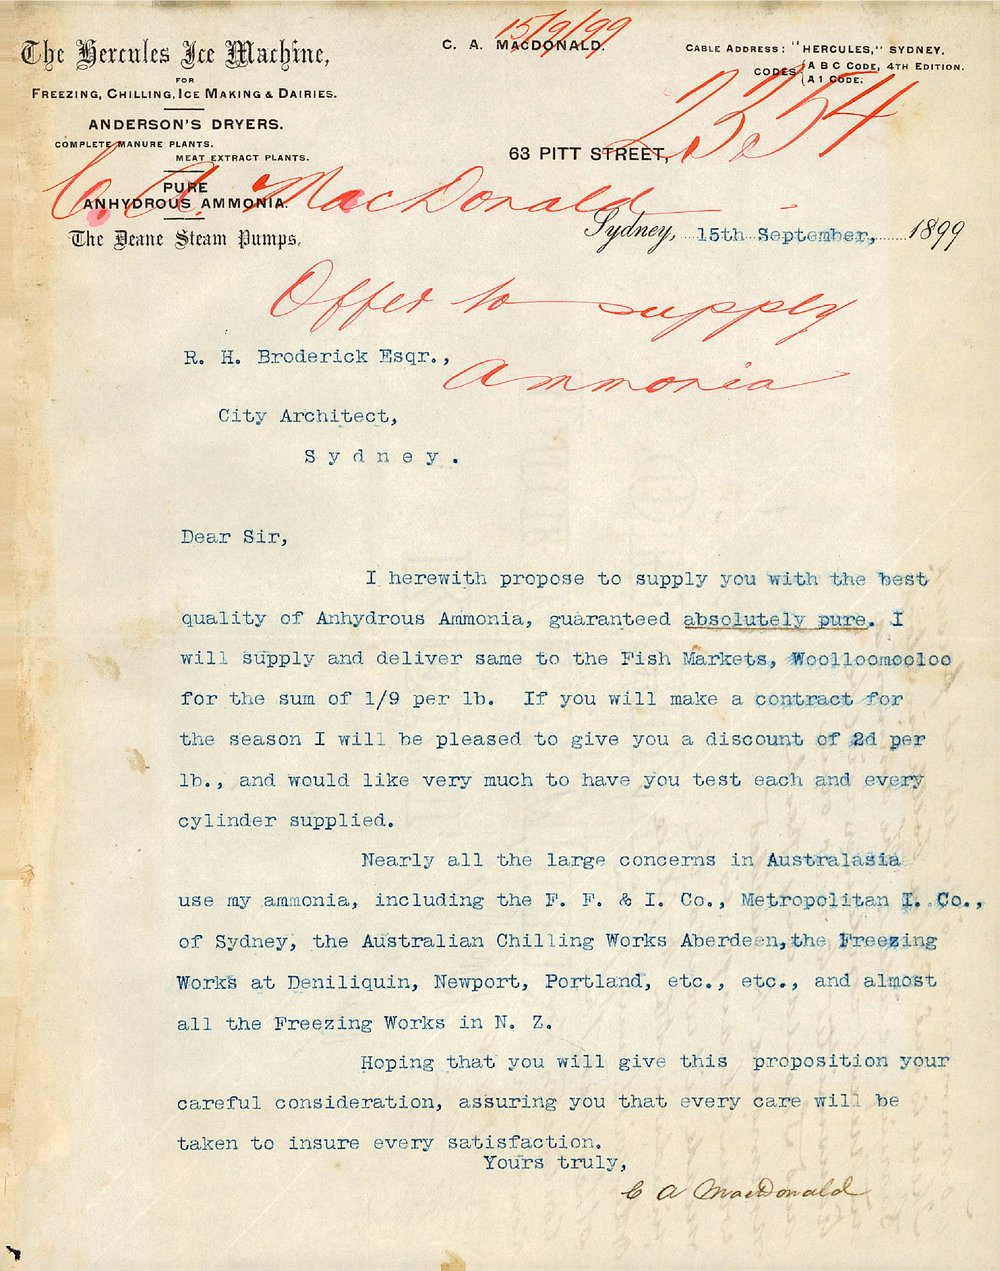 15/9/99
The Hercules Ice Machine,
FOR
FREEZING, CHILLING, ICE MAKING & DAIRIES.
ANDERSON'S DRYERS.
COMPLETE MANURE PLANTS.
MEAT EXTRACT PLANTS.
PURE
ANHYDROUS AMMONIA.
The Deane Steam Pumps.
C. A. MACDONALD.
CABLE ADDRESS: "HERCULES," SYDNEY.
CODES { A B C CODE, 4TH EDITION.
A 1 CODE.
2354
63 PITT STREET,
C. A. MacDonald
Sydney, 15th September, 1899
Offer to supply
Ammonia
R. H. Broderick Esqr.,
City Architect,
Sydney.
Dear Sir,
I herewith propose to supply you with the best
quality of Anhydrous Ammonia, guaranteed absolutely pure. I
will supply and deliver same to the Fish Markets, Woolloomooloo
for the sum of 1/9 per lb. If you will make a contract for
the season I will be pleased to give you a discount of 2d per
lb., and would like very much to have you test each and every
cylinder supplied.
Nearly all the large concerns in Australasia
use my ammonia, including the F. F. & I. Co., Metropolitan I. Co.,
of Sydney, the Australian Chilling Works Aberdeen, the Freezing
Works at Deniliquin, Newport, Portland, etc., etc., and almost
all the Freezing Works in N. Z.
Hoping that you will give this proposition your
careful consideration, assuring you that every care will be
taken to insure every satisfaction.
Yours truly,
C A MacDonald